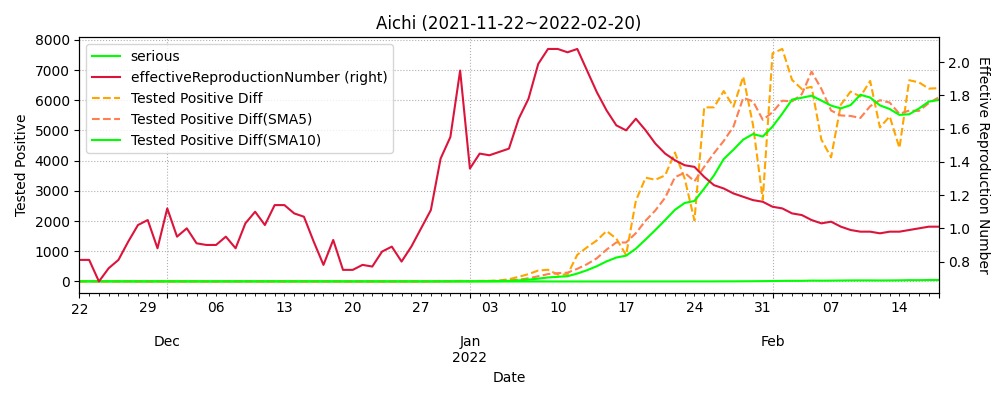 Aichi (2021-11-22~2022-02-20)
serious
effectiveReproductionNumber (right)
Tested Positive Diff
Tested Positive Diff(SMA5)
Tested Positive Diff(SMA10)
Tested Positive
8000
7000
6000
5000
4000
3000
2000
1000
0
Effective Reproduction Number
2.0
1.8
1.6
1.4
1.2
1.0
0.8
22 29 06 13 20 27 03 10 17 24 31 07 14
Dec Jan Feb
2022
Date